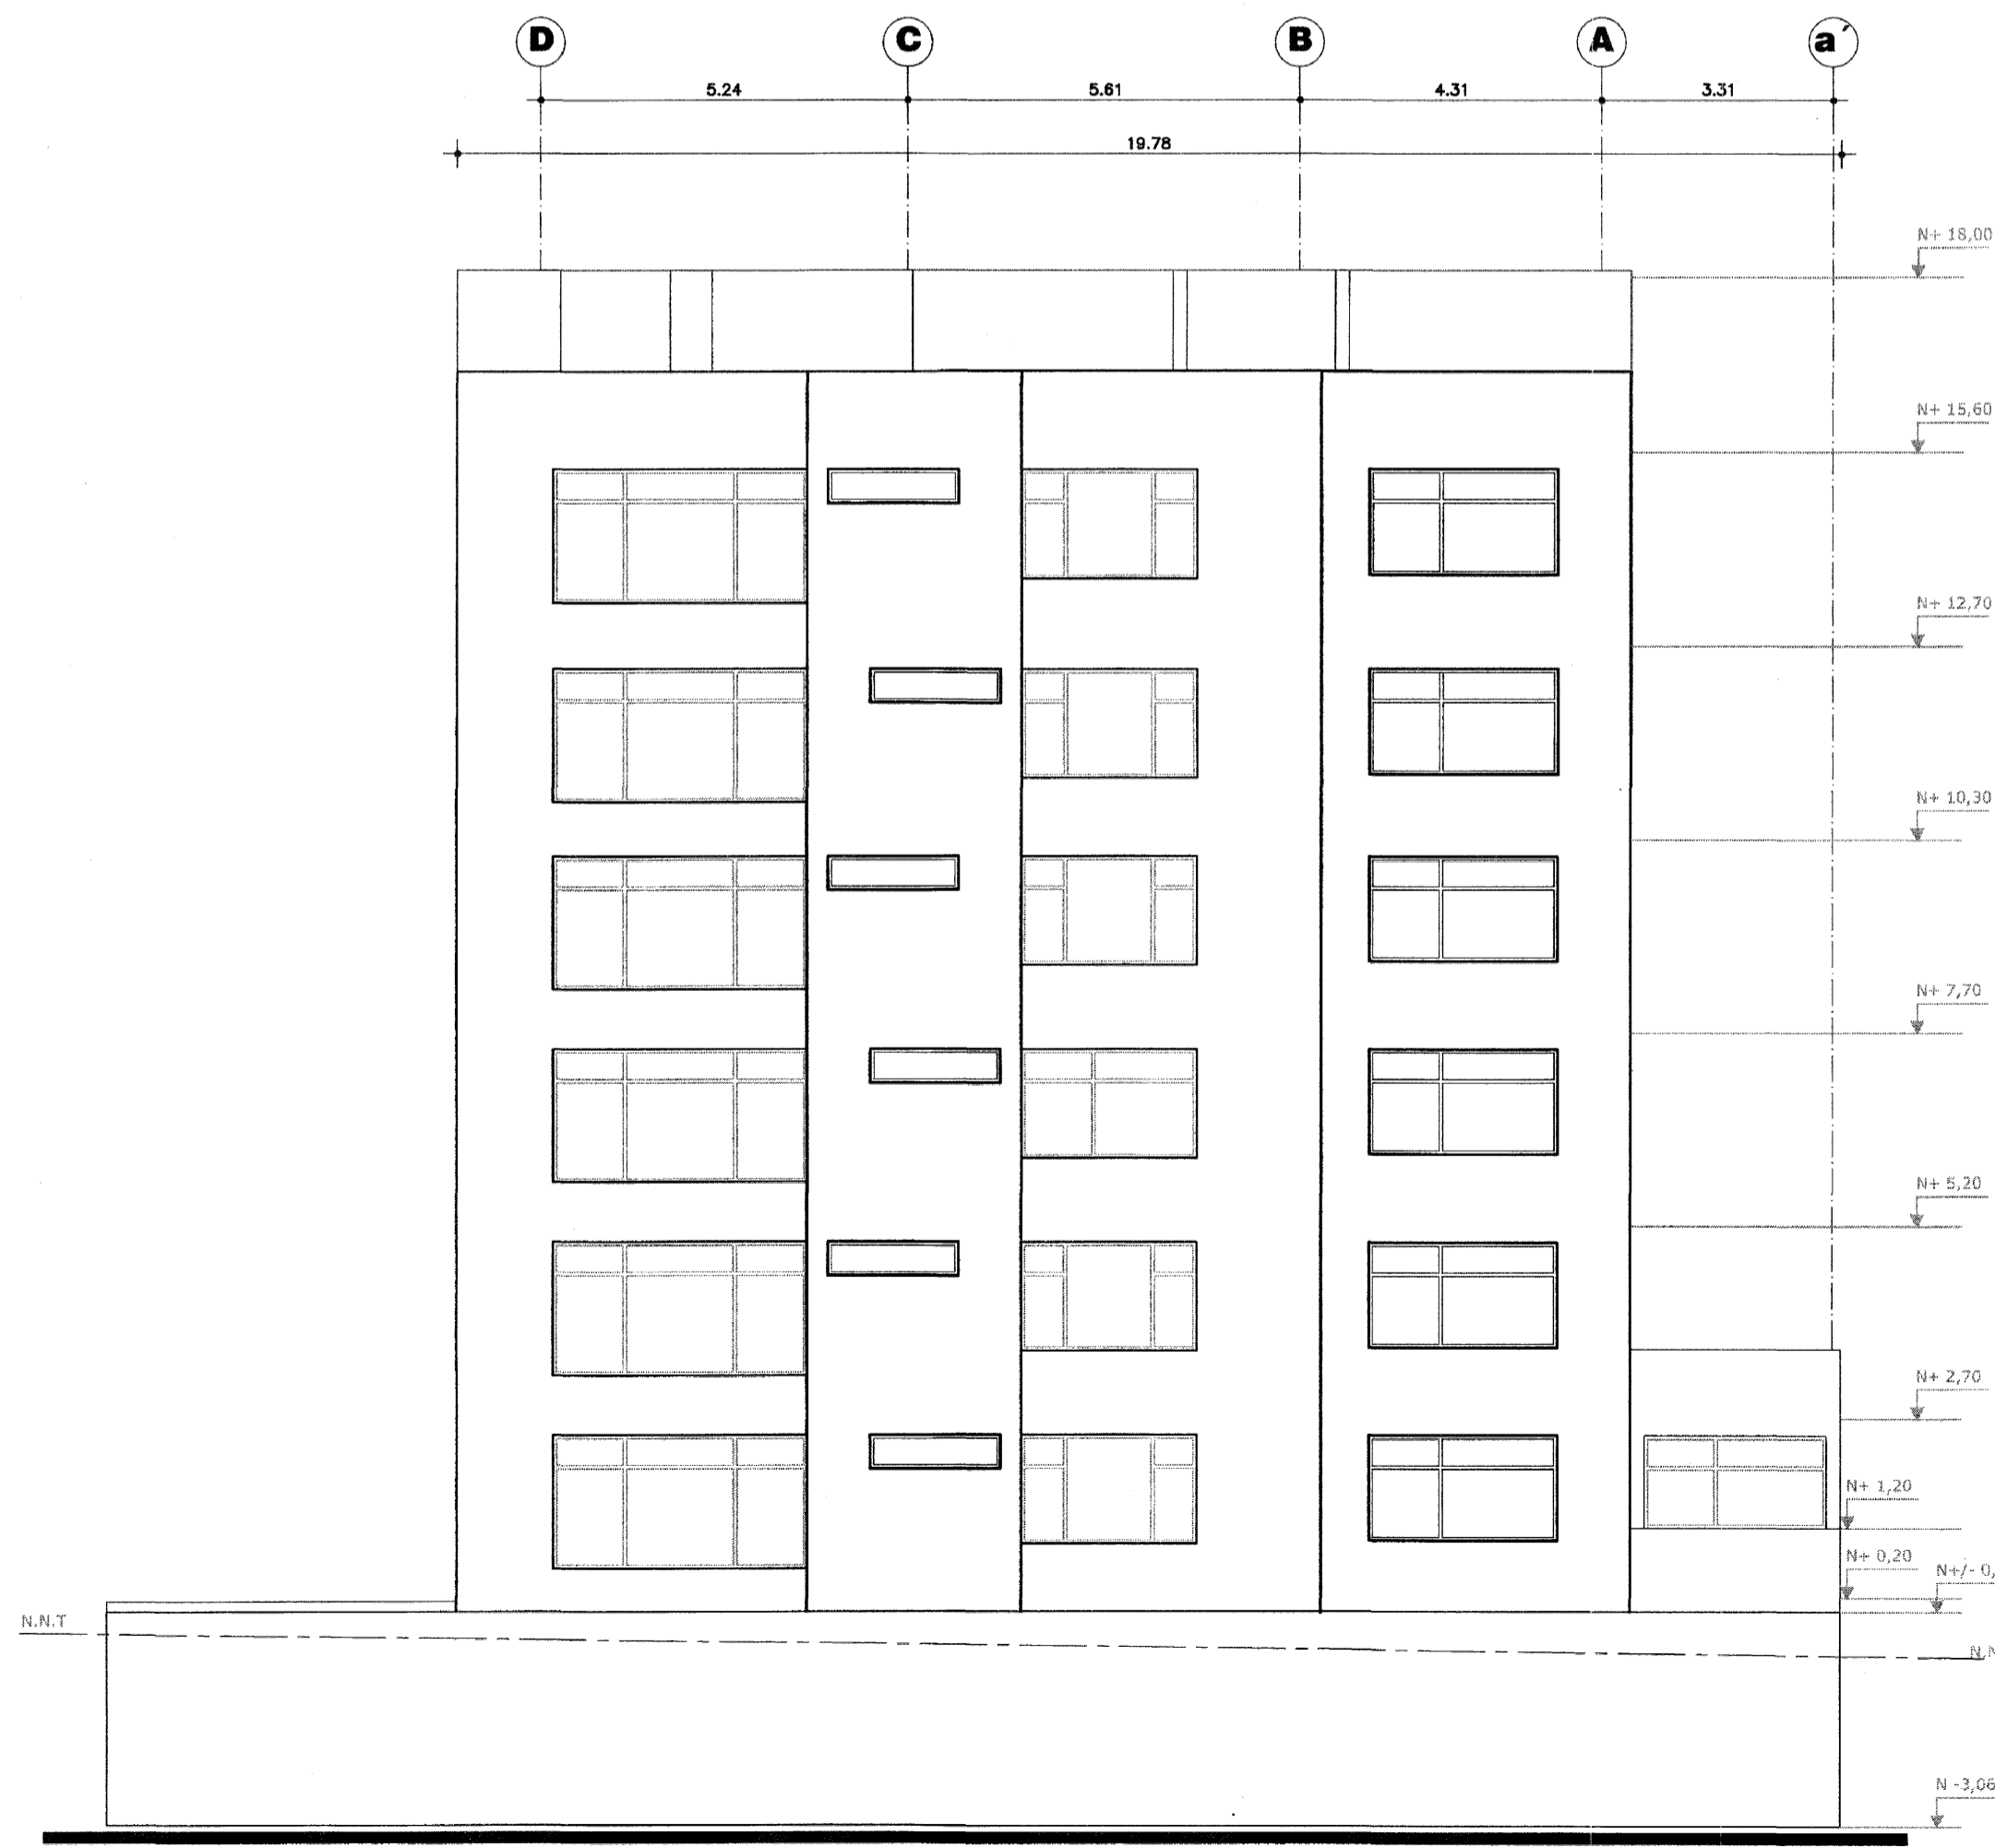 D C B A a´
5.24 5.61 4.31 3.31
19.78
N+ 18,00
N+ 15,60
N+ 12,70
N+ 10,30
N+ 7,70
N+ 5,20
N+ 2,70
N+ 1,20
N+ 0,20
N+/- 0,
N.N.T
N.N
N -3,06